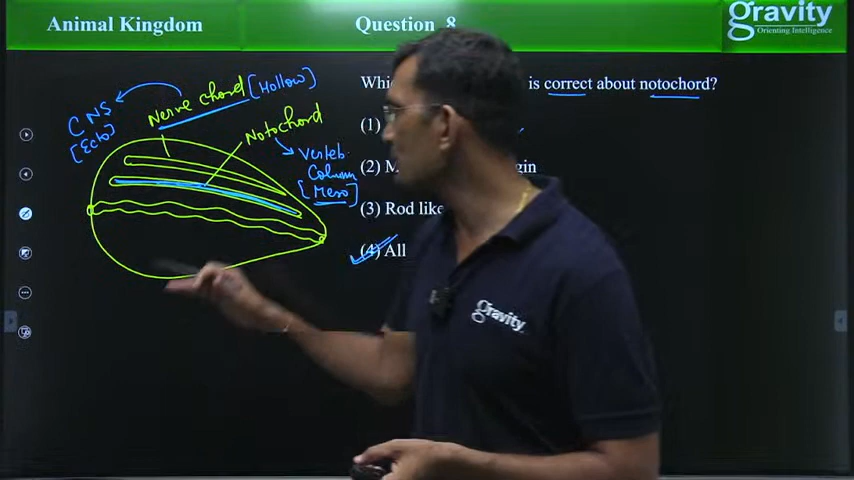 Animal Kingdom
Question 8
gravity
Orienting Intelligence
CNS
[Ecto]
Nerve chord [Hollow]
Notochord
Verteb.
Column
[Meso]
is correct about notochord?
(1)
(2) M gin
(3) Rod like
(4) All
gravity